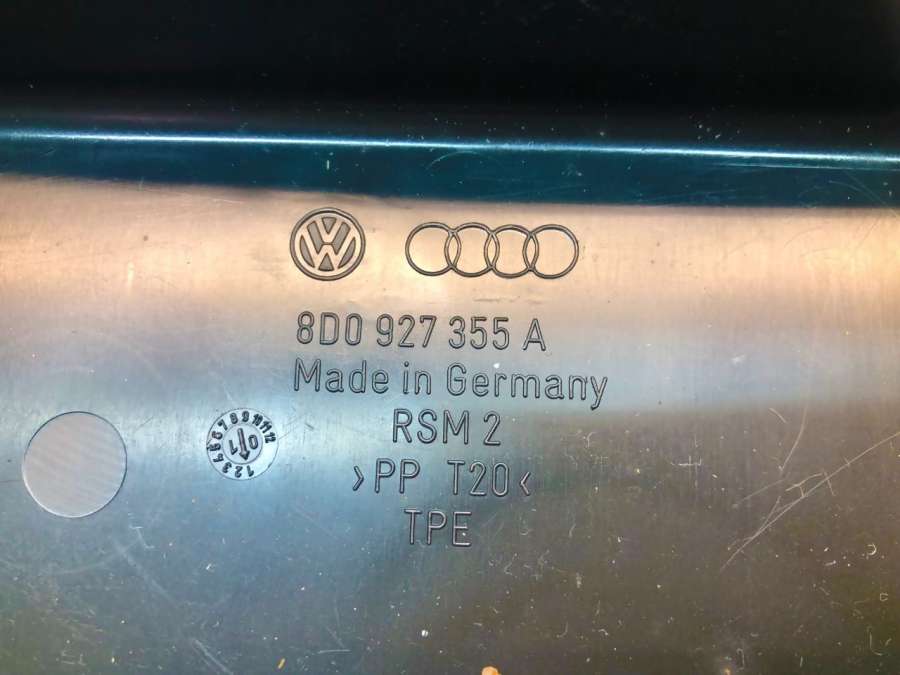 8D0 927 355 A
Made in Germany
RSM 2
>PP T20<
TPE